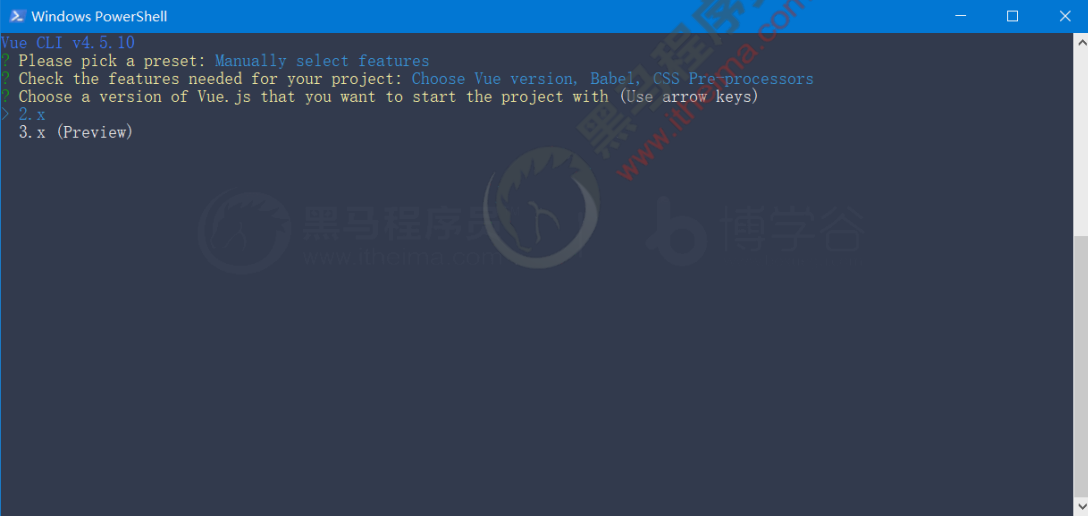 Windows PowerShell
Vue CLI v4.5.10
? Please pick a preset: Manually select features
? Check the features needed for your project: Choose Vue version, Babel, CSS Pre-processors
? Choose a version of Vue.js that you want to start the project with (Use arrow keys)
> 2.x
3.x (Preview)
黑马程序员
www.itheima.com
黑马程序员
www.itheima.com
博学谷